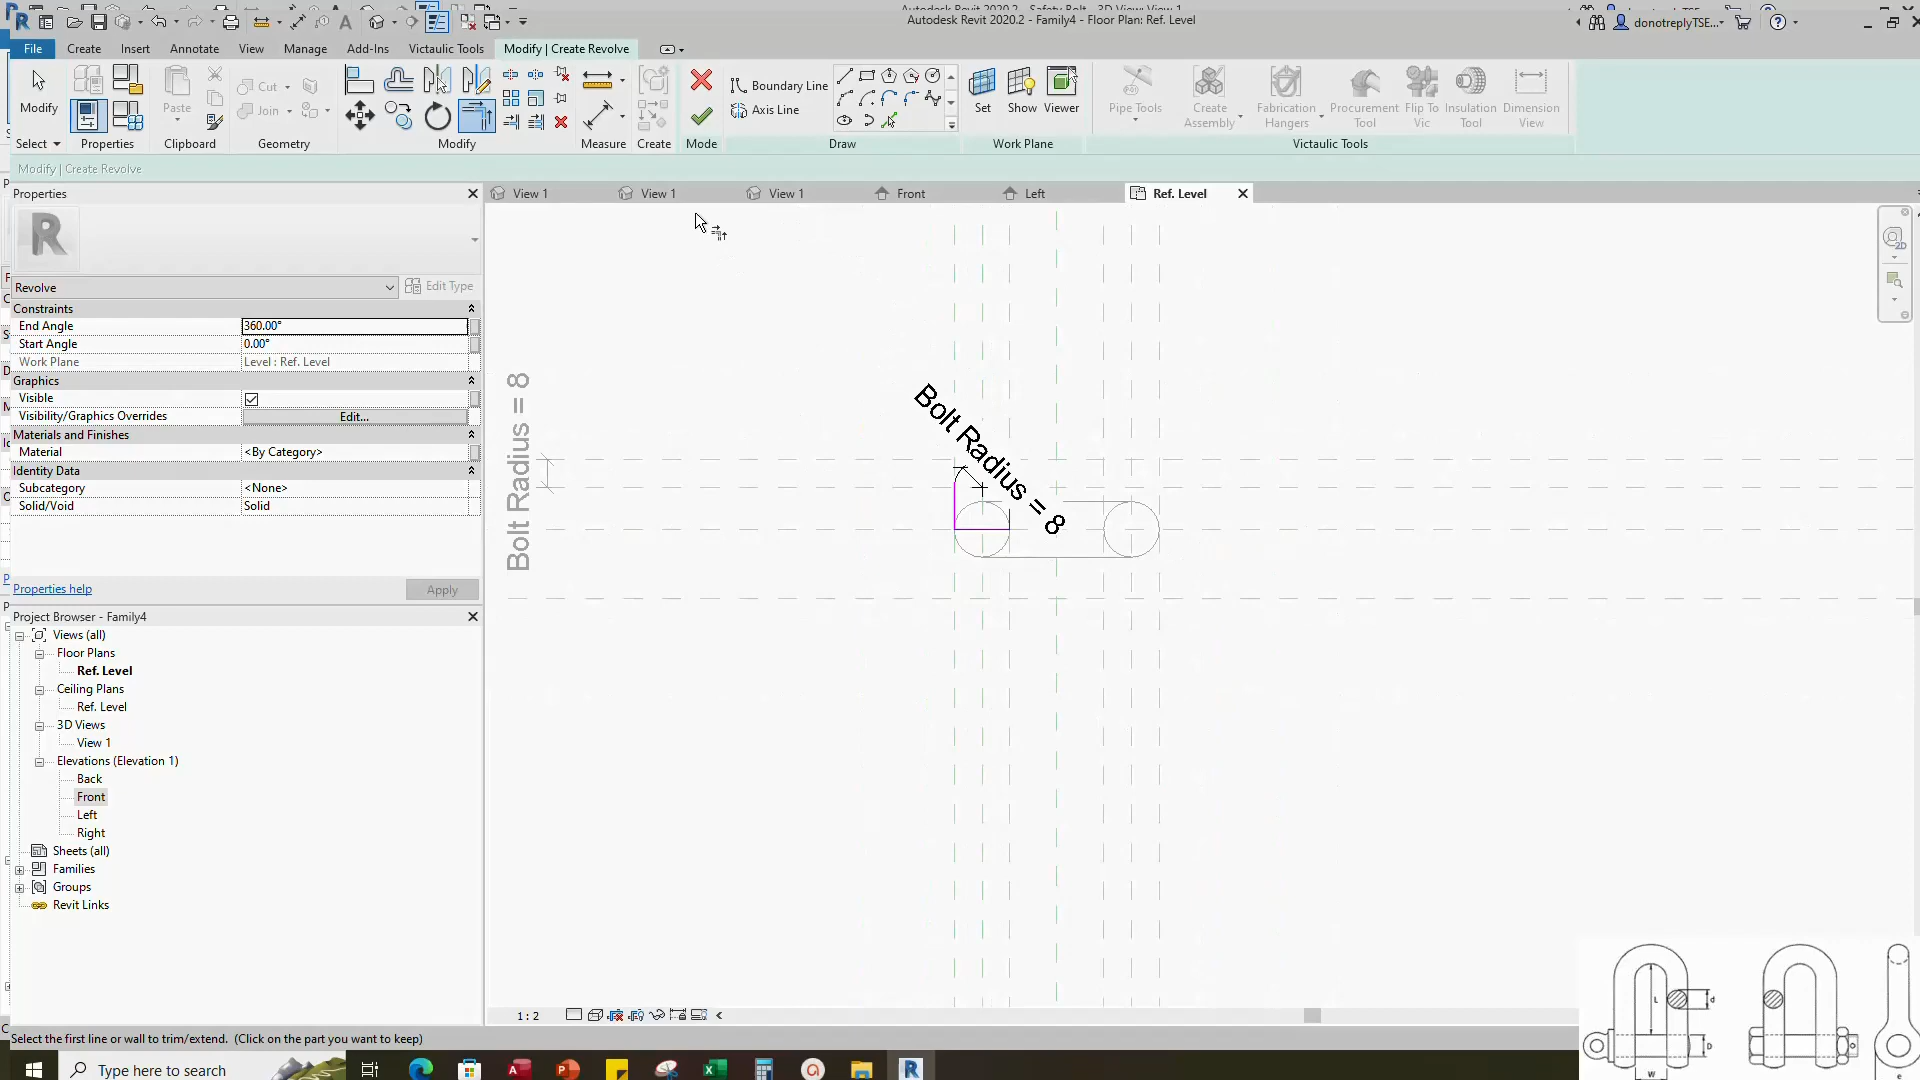 Autodesk Revit 2020.2 - Family4 - Floor Plan: Ref. Level
donotreplyTSE...
File Create Insert Annotate View Manage Add-Ins Victaulic Tools Modify | Create Revolve
Modify Paste Cut Join Boundary Line Axis Line Set Show Viewer Pipe Tools Create Assembly Fabrication Hangers Procurement Tool Flip To Vic Insulation Tool Dimension View
Select Properties Clipboard Geometry Modify Measure Create Mode Draw Work Plane Victaulic Tools
Modify | Create Revolve
Properties
View 1 View 1 View 1 Front Left Ref. Level
R
Revolve Edit Type
Constraints
End Angle 360.00°
Start Angle 0.00°
Work Plane Level : Ref. Level
Graphics
Visible
Visibility/Graphics Overrides Edit...
Materials and Finishes
Material <By Category>
Identity Data
Subcategory <None>
Solid/Void Solid
Properties help Apply
Bolt Radius = 8
Bolt Radius = 8
Project Browser - Family4
Views (all)
Floor Plans
Ref. Level
Ceiling Plans
Ref. Level
3D Views
View 1
Elevations (Elevation 1)
Back
Front
Left
Right
Sheets (all)
Families
Groups
Revit Links
1 : 2
Select the first line or wall to trim/extend. (Click on the part you want to keep)
L d
D
W e
Type here to search